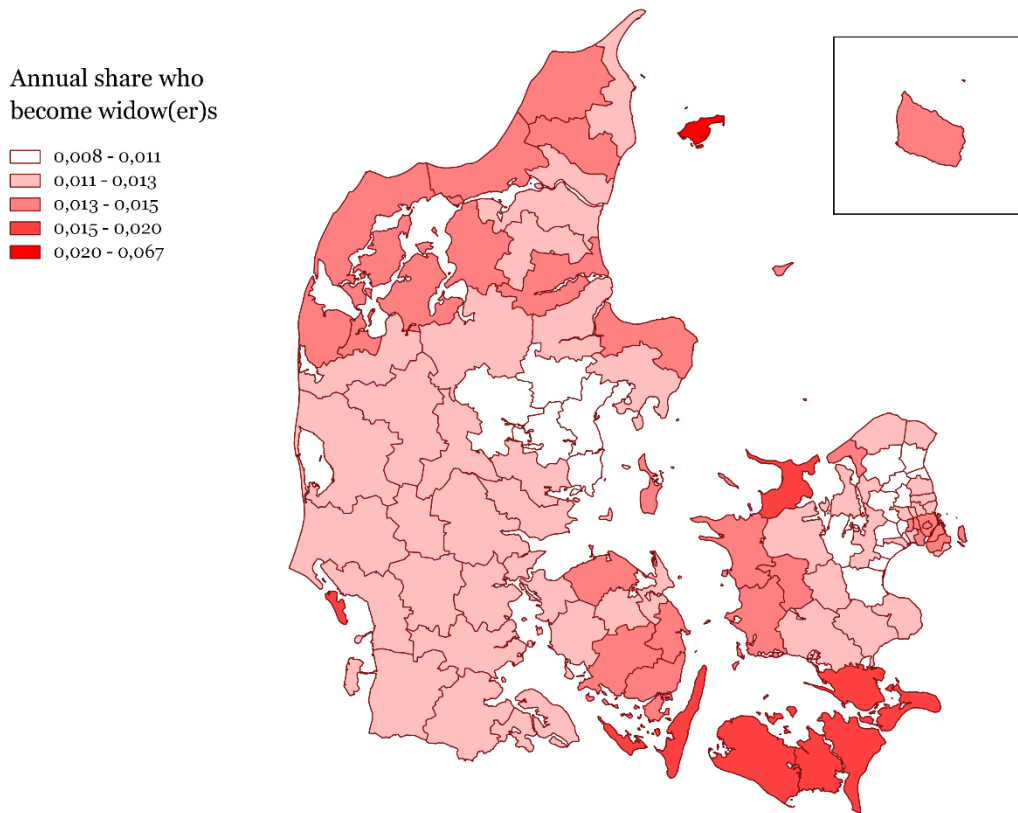 Annual share who
become widow(er)s
0,008 - 0,011
0,011 - 0,013
0,013 - 0,015
0,015 - 0,020
0,020 - 0,067